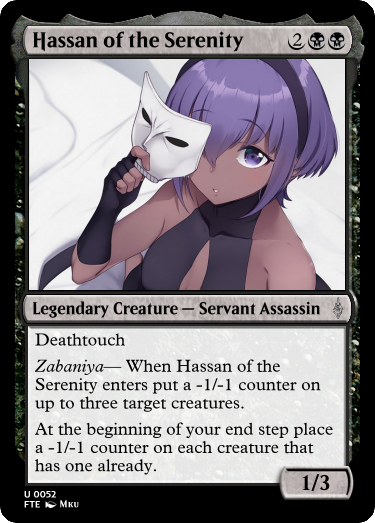 Hassan of the Serenity 2
Legendary Creature — Servant Assassin
Deathtouch
Zabaniya— When Hassan of the
Serenity enters put a -1/-1 counter on
up to three target creatures.
At the beginning of your end step place
a -1/-1 counter on each creature that
has one already.
1/3
U 0052
FTE Mku